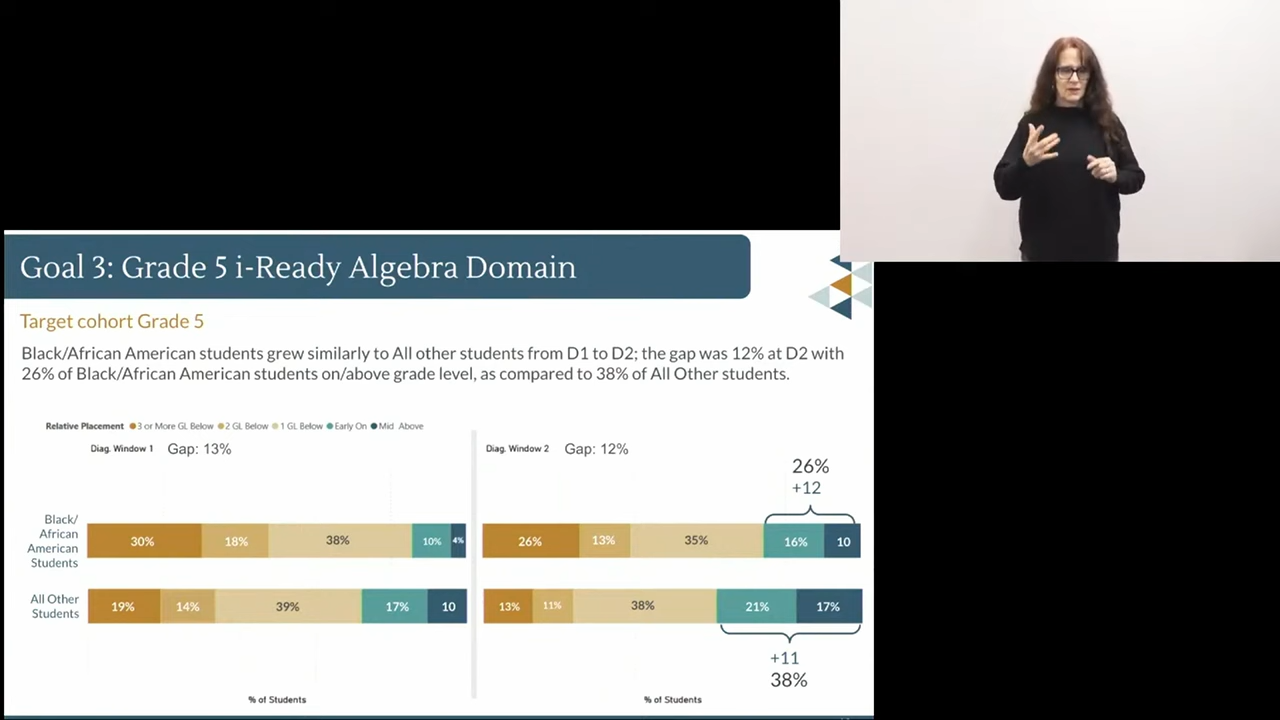 Goal 3: Grade 5 i-Ready Algebra Domain
Target cohort Grade 5
Black/African American students grew similarly to All other students from D1 to D2; the gap was 12% at D2 with
26% of Black/African American students on/above grade level, as compared to 38% of All Other students.
Relative Placement 3 or More GL Below 2 GL Below 1 GL Below Early On Mid Above
Diag. Window 1 Gap: 13%
Diag. Window 2 Gap: 12%
26%
+12
Black/
African
American
Students
30% 18% 38% 10% 4%
26% 13% 35% 16% 10
All Other
Students
19% 14% 39% 17% 10
13% 11% 38% 21% 17%
+11
38%
% of Students
% of Students